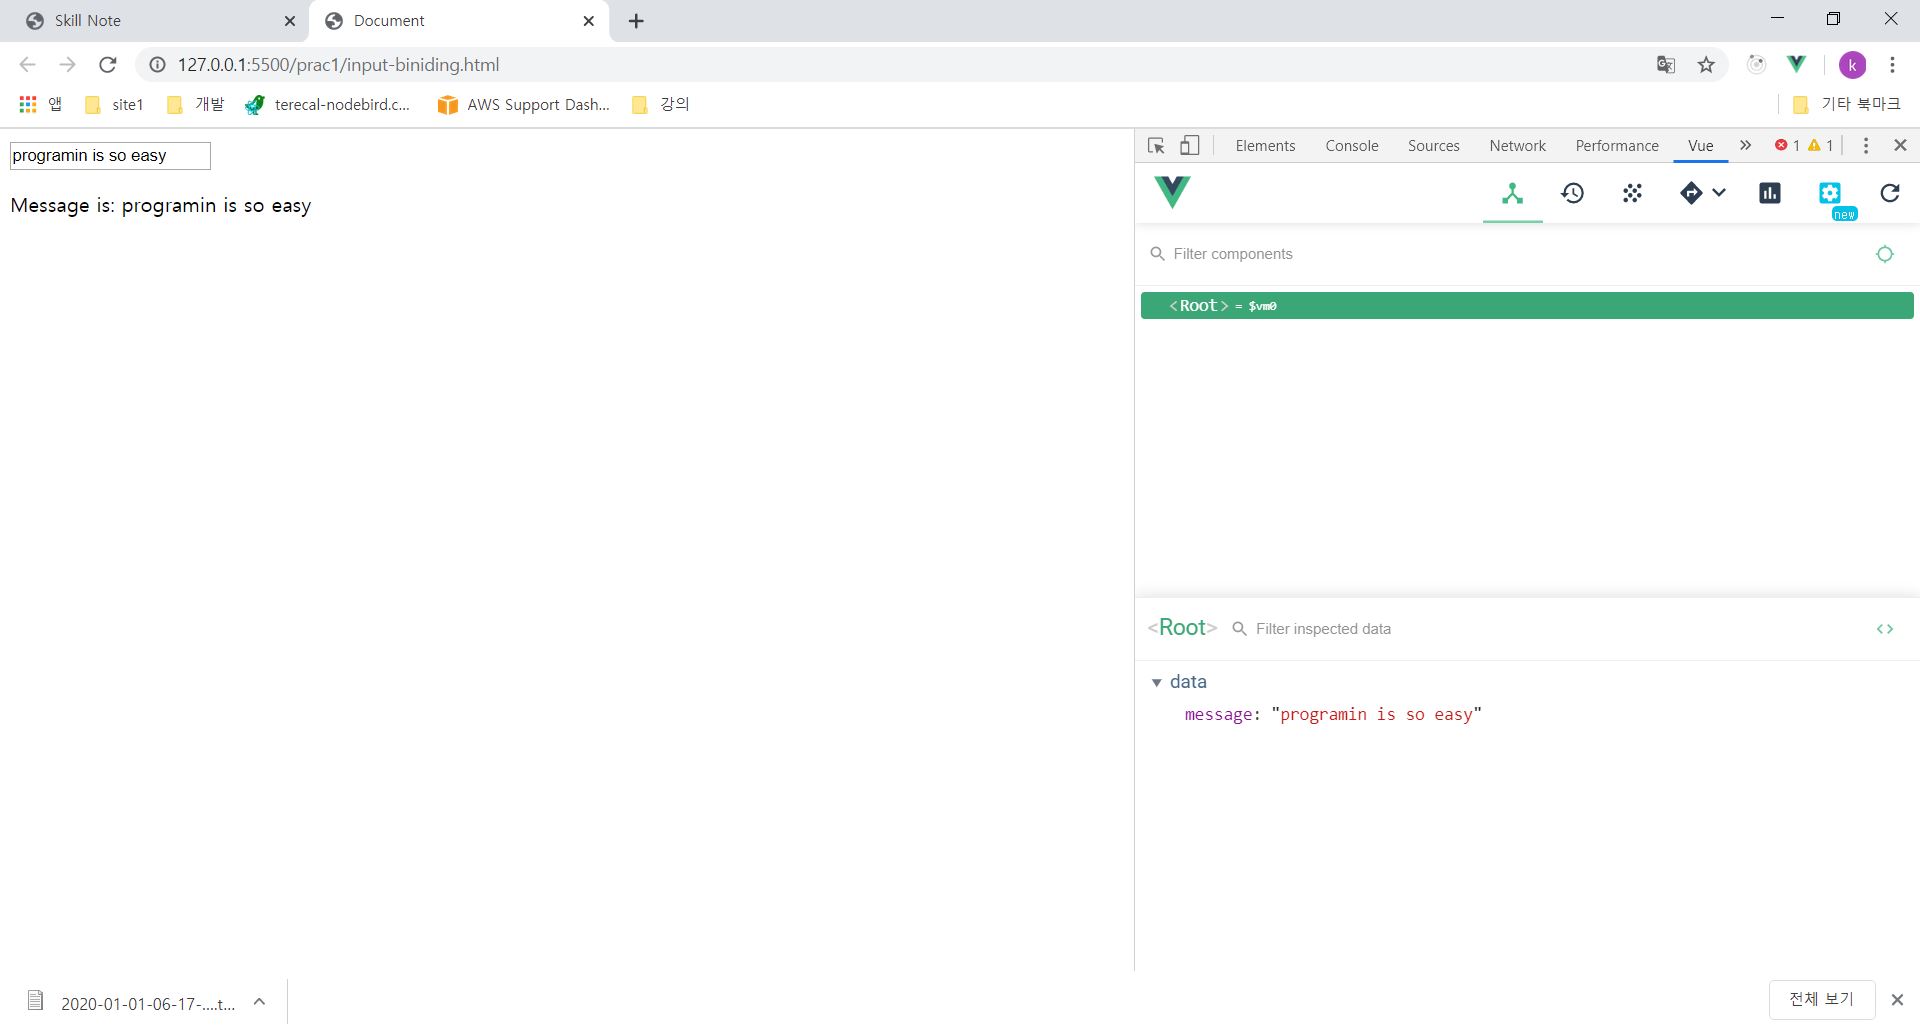 Skill Note
Document
127.0.0.1:5500/prac1/input-biniding.html
k
앱
site1
개발
terecal-nodebird.c...
AWS Support Dash...
강의
기타 북마크
programin is so easy
Message is: programin is so easy
Elements
Console
Sources
Network
Performance
Vue
1
1
new
Filter components
<Root> = $vm0
<Root>
Filter inspected data
data
message: "programin is so easy"
2020-01-01-06-17-....t...
전체 보기